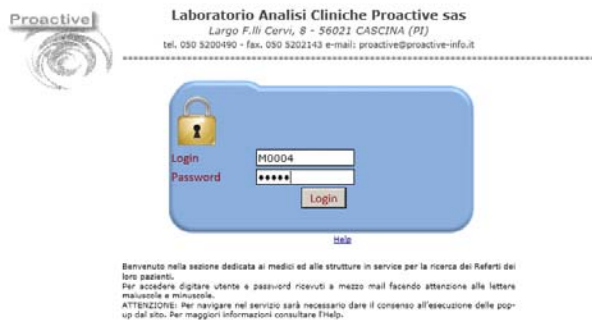 Proactive
Laboratorio Analisi Cliniche Proactive sas
Largo F.lli Cervi, 8 - 56021 CASCINA (PI)
tel. 050 5200490 - fax. 050 5202143 e-mail: proactive@proactive-info.it
Login M0004
Password •••••
Login
Help
Benvenuto nella sezione dedicata ai medici ed alle strutture in service per la ricerca dei Referti dei
loro pazienti.
Per accedere digitare utente e password ricevuti a mezzo mail facendo attenzione alle lettere
maiuscole e minuscole.
ATTENZIONE: Per navigare nel servizio sarà necessario dare il consenso all'esecuzione delle pop-
up dal sito. Per maggiori informazioni consultare l'Help.